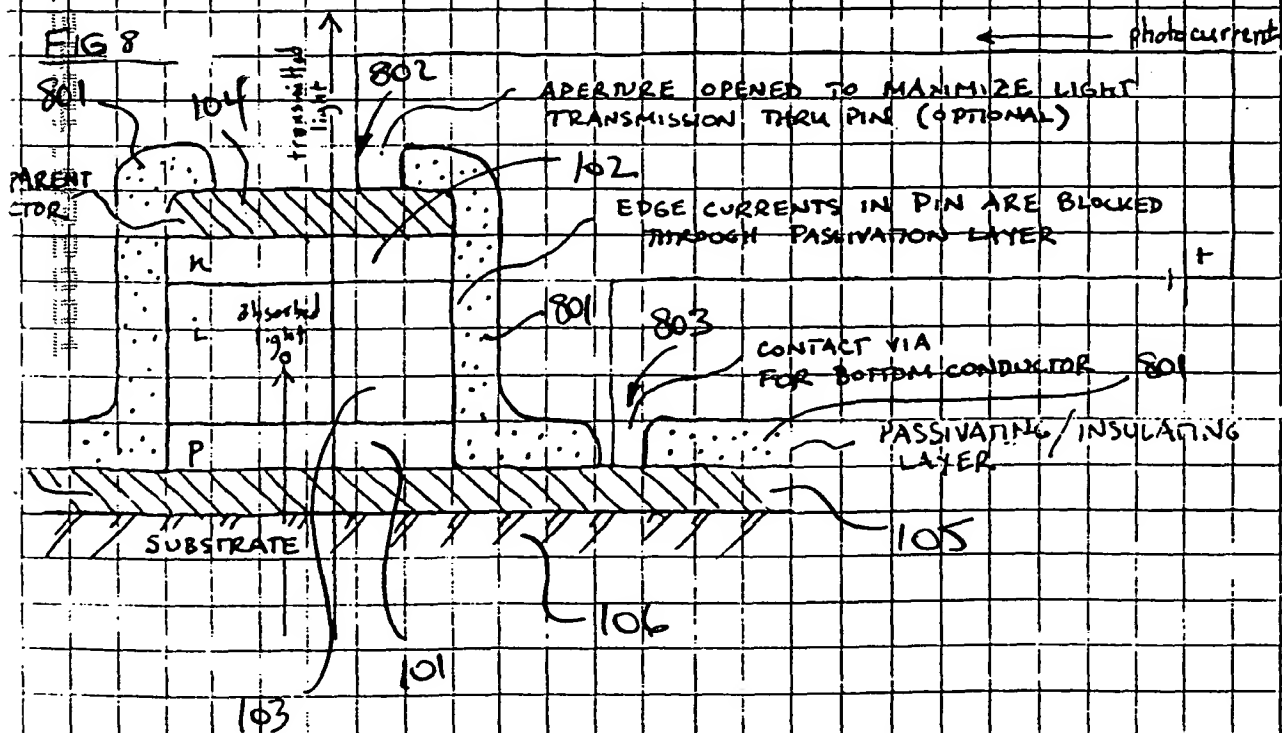 FIG 8
photocurrent
transmitted
light
801
104
802
APERTURE OPENED TO MAXIMIZE LIGHT
TRANSMISSION THRU PIN (OPTIONAL)
102
PARENT
CTOR
EDGE CURRENTS IN PIN ARE BLOCKED
THROUGH PASSIVATION LAYER
n
+
i
absorbed
light
801
803
CONTACT VIA
FOR BOTTOM CONDUCTOR
801
PASSIVATING/INSULATING
LAYER
P
SUBSTRATE
105
106
101
103